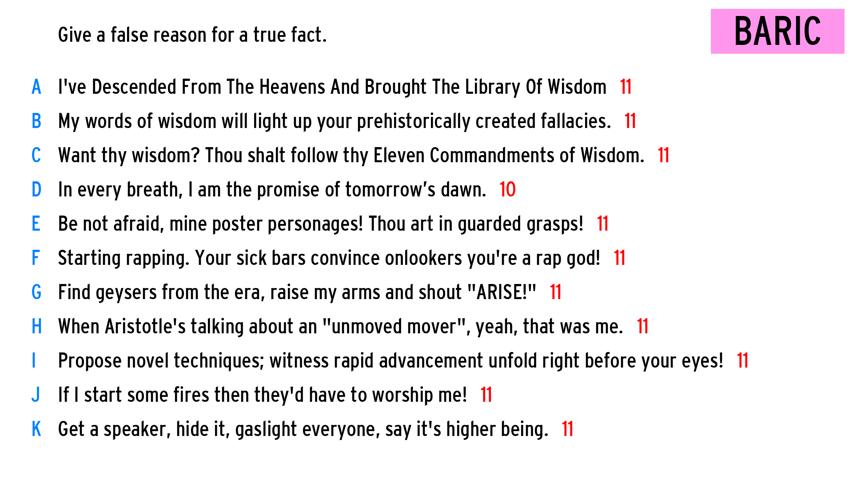 Give a false reason for a true fact.
BARIC
A I've Descended From The Heavens And Brought The Library Of Wisdom 11
B My words of wisdom will light up your prehistorically created fallacies. 11
C Want thy wisdom? Thou shalt follow thy Eleven Commandments of Wisdom. 11
D In every breath, I am the promise of tomorrow’s dawn. 10
E Be not afraid, mine poster personages! Thou art in guarded grasps! 11
F Starting rapping. Your sick bars convince onlookers you're a rap god! 11
G Find geysers from the era, raise my arms and shout "ARISE!" 11
H When Aristotle's talking about an "unmoved mover", yeah, that was me. 11
I Propose novel techniques; witness rapid advancement unfold right before your eyes! 11
J If I start some fires then they'd have to worship me! 11
K Get a speaker, hide it, gaslight everyone, say it's higher being. 11